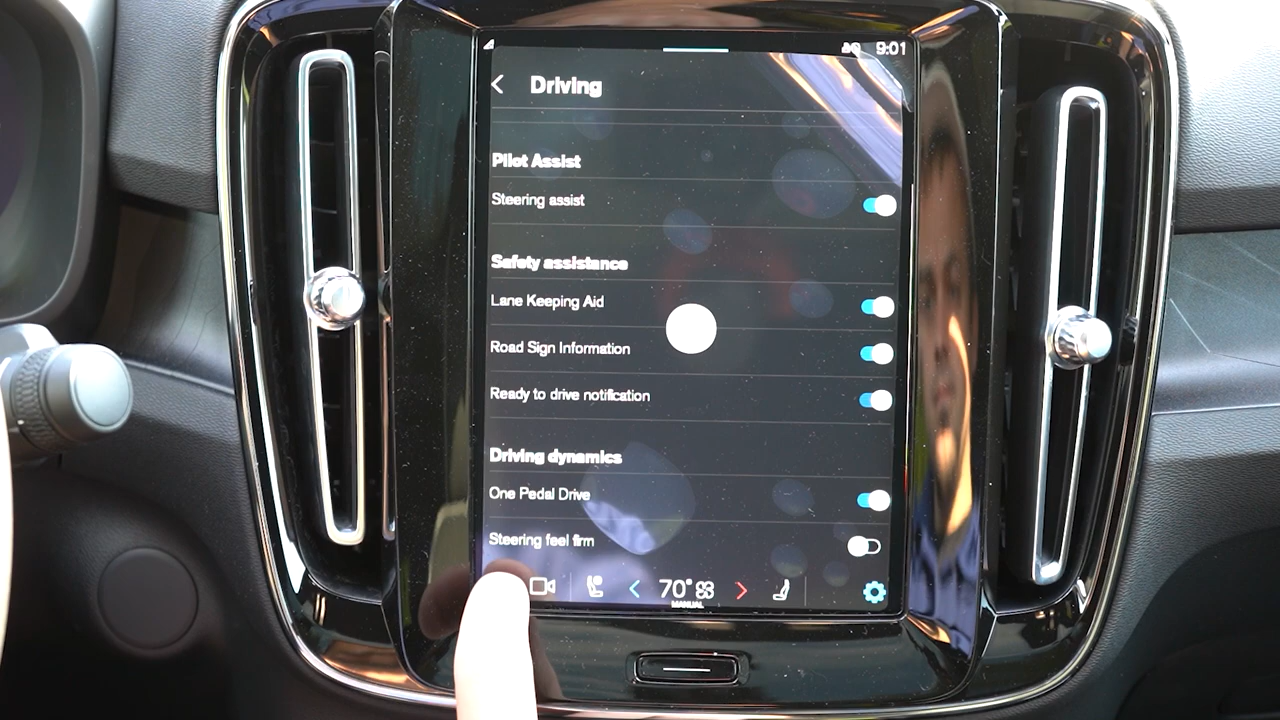 9:01
Driving
Pilot Assist
Steering assist
Safety assistance
Lane Keeping Aid
Road Sign Information
Ready to drive notification
Driving dynamics
One Pedal Drive
Steering feel firm
70°
MANUAL